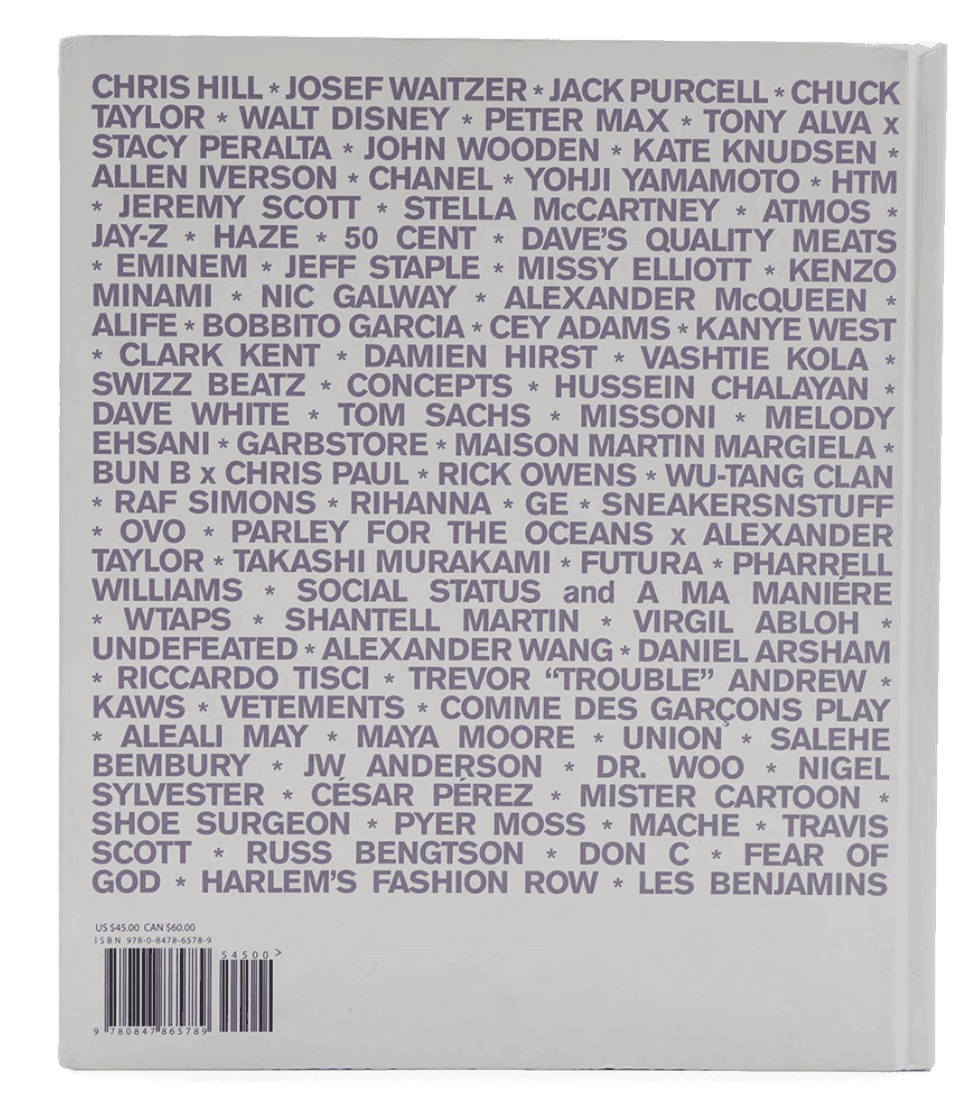 CHRIS HILL * JOSEF WAITZER * JACK PURCELL * CHUCK
TAYLOR * WALT DISNEY * PETER MAX * TONY ALVA x
STACY PERALTA * JOHN WOODEN * KATE KNUDSEN *
ALLEN IVERSON * CHANEL * YOHJI YAMAMOTO * HTM
* JEREMY SCOTT * STELLA McCARTNEY * ATMOS *
JAY-Z * HAZE * 50 CENT * DAVE’S QUALITY MEATS
* EMINEM * JEFF STAPLE * MISSY ELLIOTT * KENZO
MINAMI * NIC GALWAY * ALEXANDER McQUEEN *
ALIFE * BOBBITO GARCIA * CEY ADAMS * KANYE WEST
* CLARK KENT * DAMIEN HIRST * VASHTIE KOLA *
SWIZZ BEATZ * CONCEPTS * HUSSEIN CHALAYAN *
DAVE WHITE * TOM SACHS * MISSONI * MELODY
EHSANI * GARBSTORE * MAISON MARTIN MARGIELA *
BUN B x CHRIS PAUL * RICK OWENS * WU-TANG CLAN
* RAF SIMONS * RIHANNA * GE * SNEAKERSNSTUFF
* OVO * PARLEY FOR THE OCEANS x ALEXANDER
TAYLOR * TAKASHI MURAKAMI * FUTURA * PHARRELL
WILLIAMS * SOCIAL STATUS and A MA MANIÉRE
* WTAPS * SHANTELL MARTIN * VIRGIL ABLOH *
UNDEFEATED * ALEXANDER WANG * DANIEL ARSHAM
* RICCARDO TISCI * TREVOR “TROUBLE” ANDREW *
KAWS * VETEMENTS * COMME DES GARÇONS PLAY
* ALEALI MAY * MAYA MOORE * UNION * SALEHE
BEMBURY * JW ANDERSON * DR. WOO * NIGEL
SYLVESTER * CÉSAR PÉREZ * MISTER CARTOON *
SHOE SURGEON * PYER MOSS * MACHE * TRAVIS
SCOTT * RUSS BENGTSON * DON C * FEAR OF
GOD * HARLEM’S FASHION ROW * LES BENJAMINS
US $45.00 CAN $60.00
ISBN 978-0-8478-6578-9
54500 >
9 780847 865789